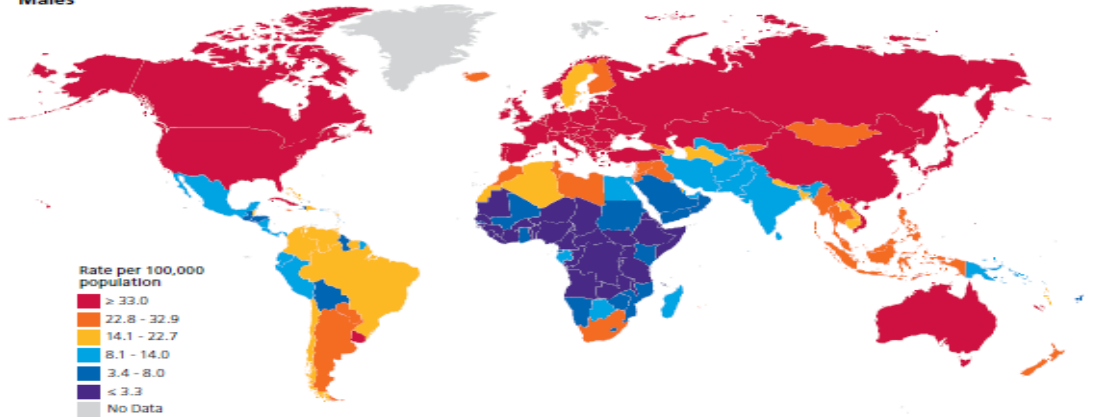 Males
Rate per 100,000
population
≥ 33.0
22.8 - 32.9
14.1 - 22.7
8.1 - 14.0
3.4 - 8.0
≤ 3.3
No Data